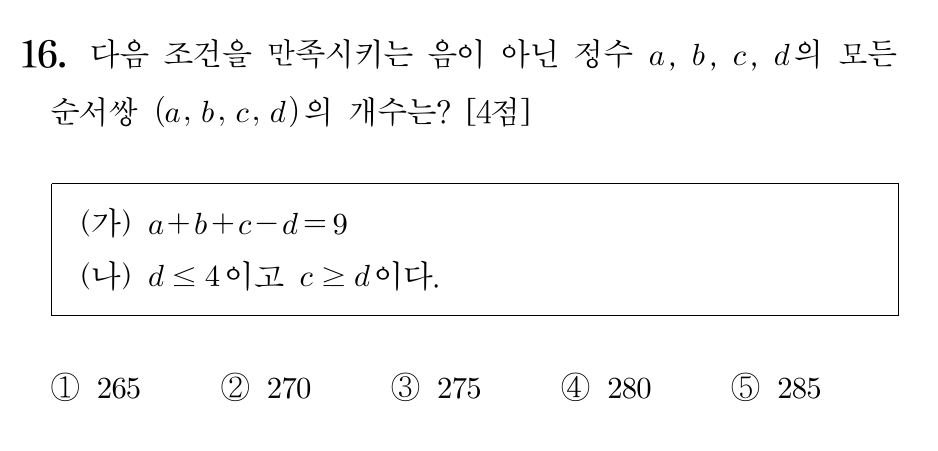 16. 다음 조건을 만족시키는 음이 아닌 정수 a, b, c, d의 모든
순서쌍 (a, b, c, d)의 개수는? [4점]
(가) a+b+c−d=9
(나) d ≤ 4이고 c ≥ d이다.
① 265 ② 270 ③ 275 ④ 280 ⑤ 285